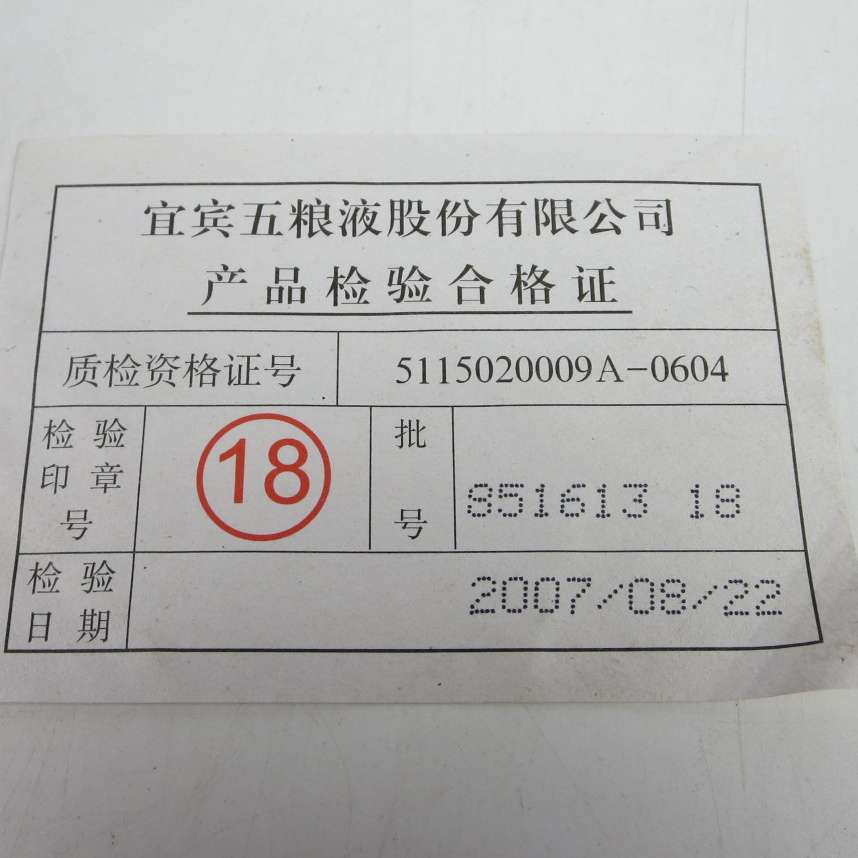 宜宾五粮液股份有限公司
产品检验合格证
质检资格证号 5115020009A-0604
检验印章号 18 批号 851613 18
检验日期 2007/08/22